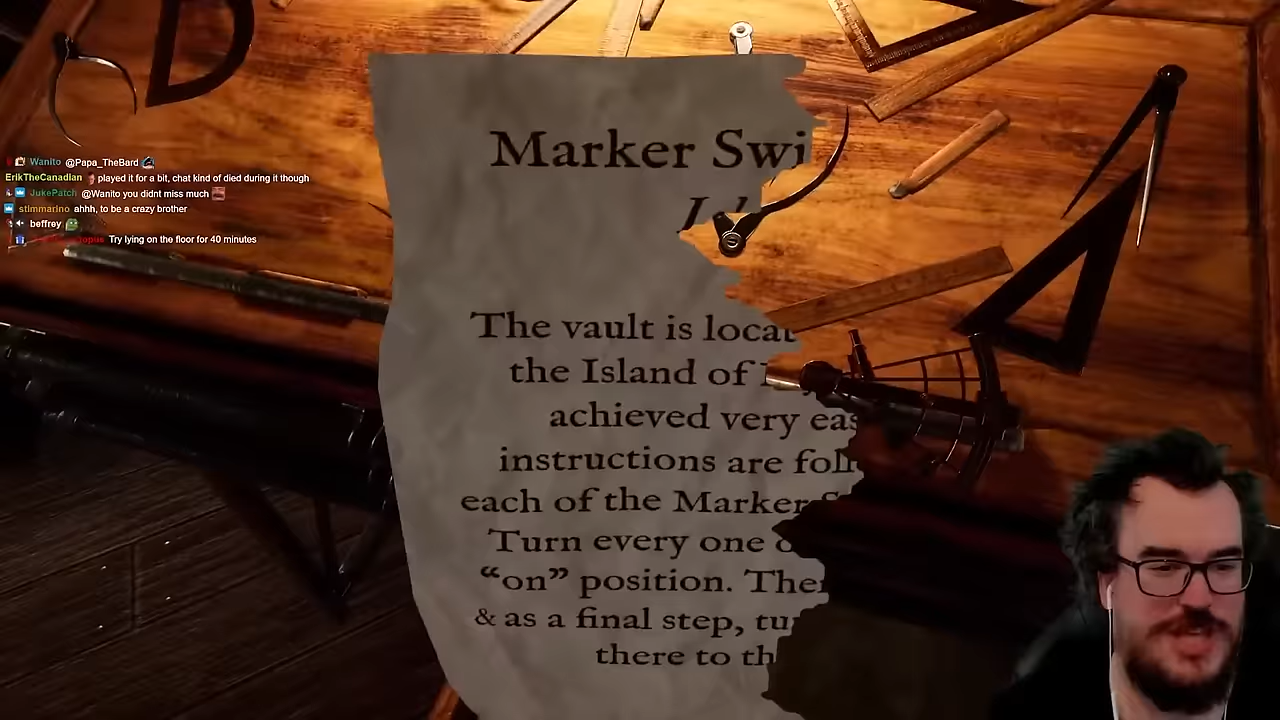 Wanito @Papa_TheBard
ErikTheCanadian played it for a bit, chat kind of died during it though
JukePatch @Wanito you didnt miss much
stimmarino ahhh, to be a crazy brother
beffrey
Try lying on the floor for 40 minutes
Marker Swi
The vault is locat
the Island of
achieved very eas
instructions are foll
each of the Marker S
Turn every one o
“on” position. Then
& as a final step, tu
there to th